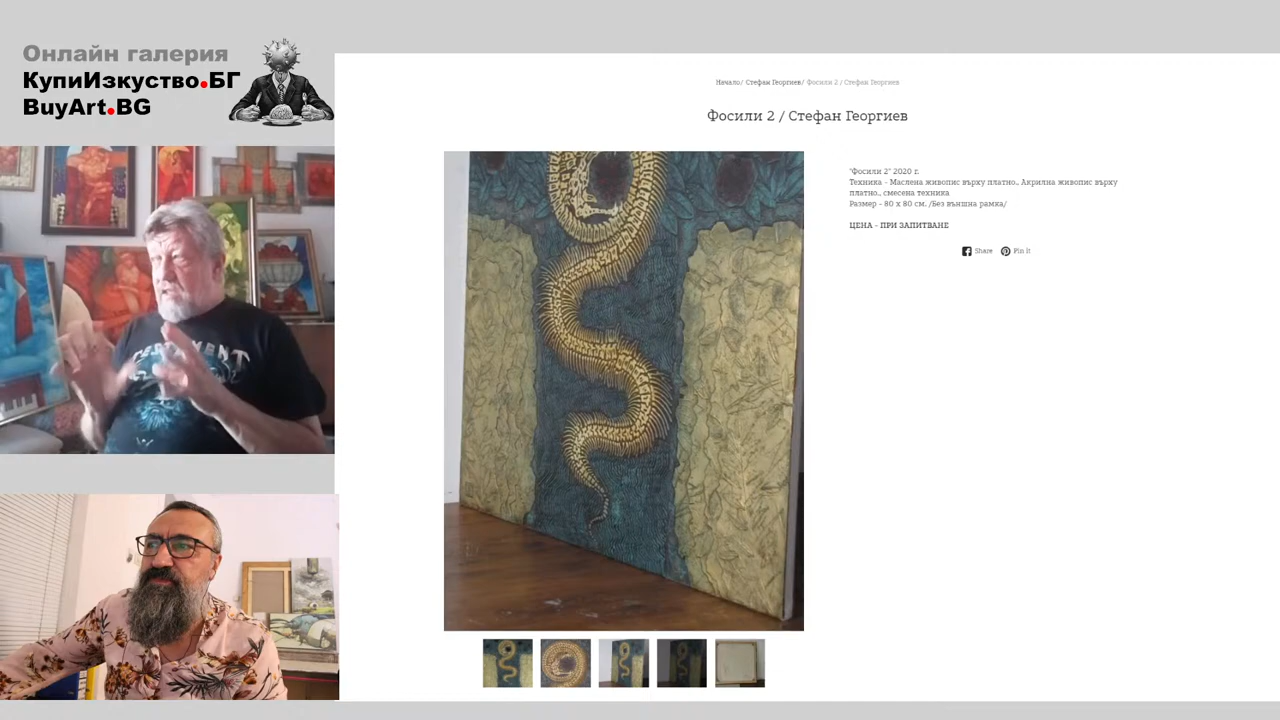 Онлайн галерия
КупиИзкуство.БГ
BuyArt.BG
Начало/ Стефан Георгиев/ Фосили 2 / Стефан Георгиев
Фосили 2 / Стефан Георгиев
"Фосили 2" 2020 г.
Техника - Маслена живопис върху платно., Акрилна живопис върху
платно., смесена техника
Размер - 80 x 80 см. /Без външна рамка/
ЦЕНА - ПРИ ЗАПИТВАНЕ
Share Pin it